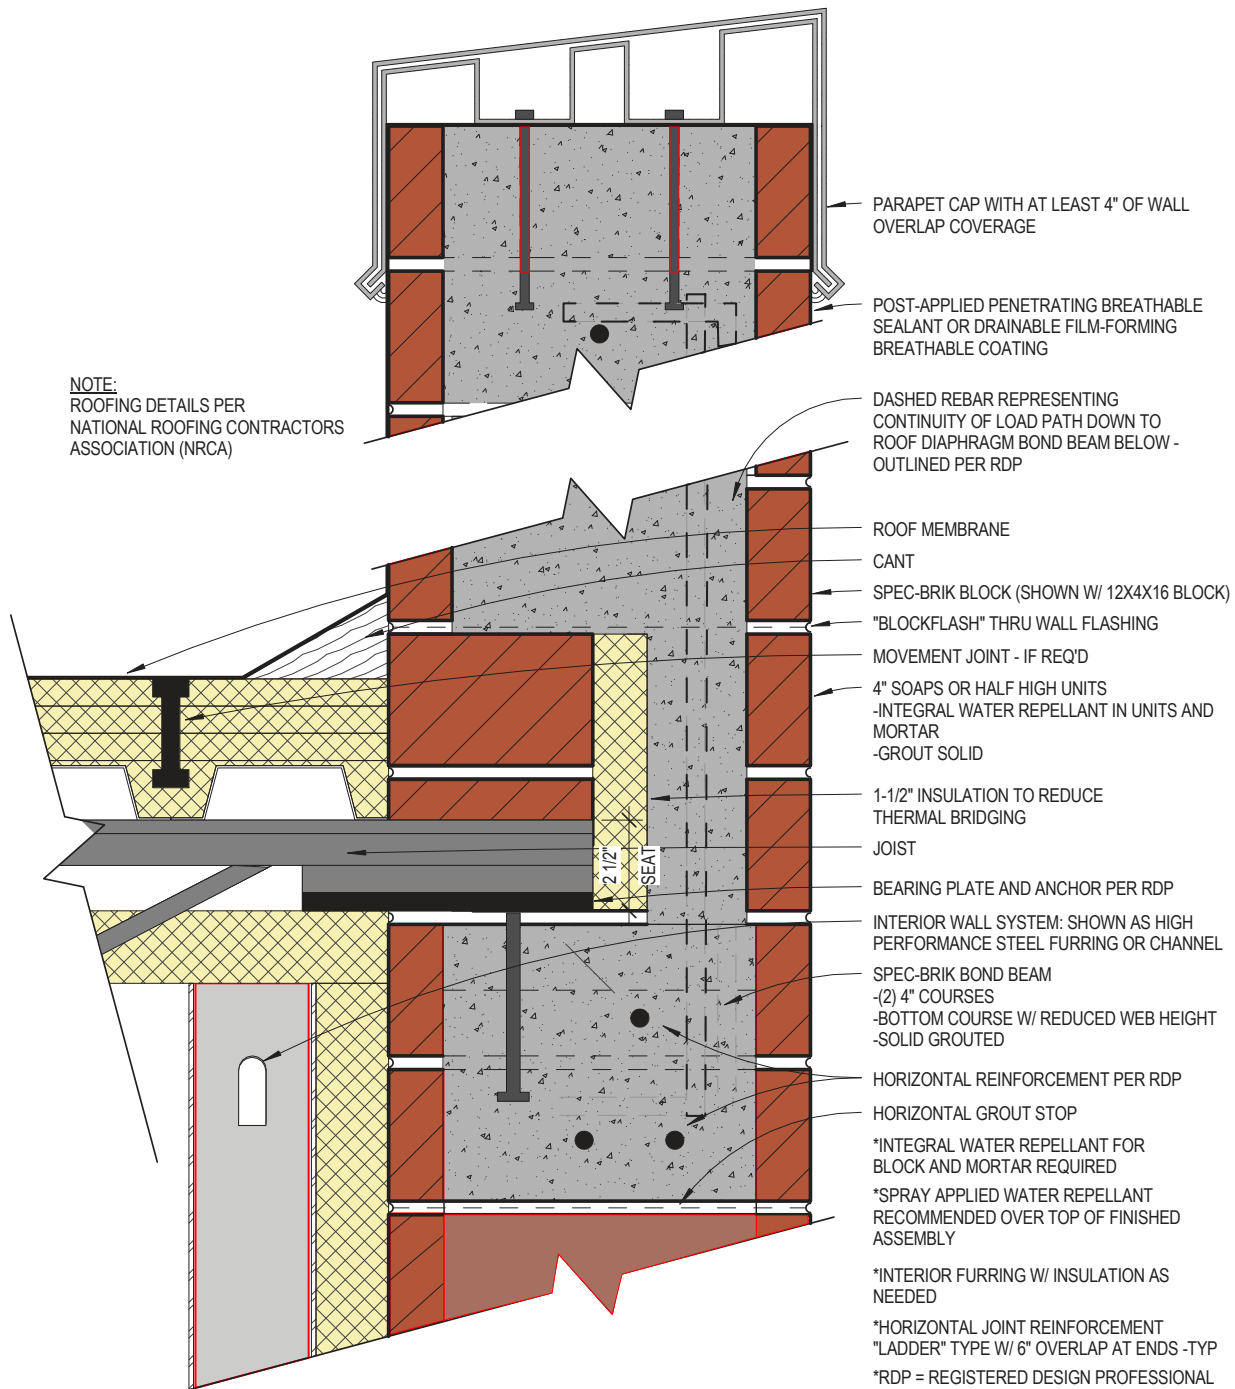 PARAPET CAP WITH AT LEAST 4" OF WALL
OVERLAP COVERAGE
POST-APPLIED PENETRATING BREATHABLE
SEALANT OR DRAINABLE FILM-FORMING
BREATHABLE COATING
NOTE:
ROOFING DETAILS PER
NATIONAL ROOFING CONTRACTORS
ASSOCIATION (NRCA)
DASHED REBAR REPRESENTING
CONTINUITY OF LOAD PATH DOWN TO
ROOF DIAPHRAGM BOND BEAM BELOW -
OUTLINED PER RDP
ROOF MEMBRANE
CANT
SPEC-BRIK BLOCK (SHOWN W/ 12X4X16 BLOCK)
"BLOCKFLASH" THRU WALL FLASHING
MOVEMENT JOINT - IF REQ'D
4" SOAPS OR HALF HIGH UNITS
-INTEGRAL WATER REPELLANT IN UNITS AND
MORTAR
-GROUT SOLID
1-1/2" INSULATION TO REDUCE
THERMAL BRIDGING
JOIST
2 1/2"
SEAT
BEARING PLATE AND ANCHOR PER RDP
INTERIOR WALL SYSTEM: SHOWN AS HIGH
PERFORMANCE STEEL FURRING OR CHANNEL
SPEC-BRIK BOND BEAM
-(2) 4" COURSES
-BOTTOM COURSE W/ REDUCED WEB HEIGHT
-SOLID GROUTED
HORIZONTAL REINFORCEMENT PER RDP
HORIZONTAL GROUT STOP
*INTEGRAL WATER REPELLANT FOR
BLOCK AND MORTAR REQUIRED
*SPRAY APPLIED WATER REPELLANT
RECOMMENDED OVER TOP OF FINISHED
ASSEMBLY
*INTERIOR FURRING W/ INSULATION AS
NEEDED
*HORIZONTAL JOINT REINFORCEMENT
"LADDER" TYPE W/ 6" OVERLAP AT ENDS -TYP
*RDP = REGISTERED DESIGN PROFESSIONAL